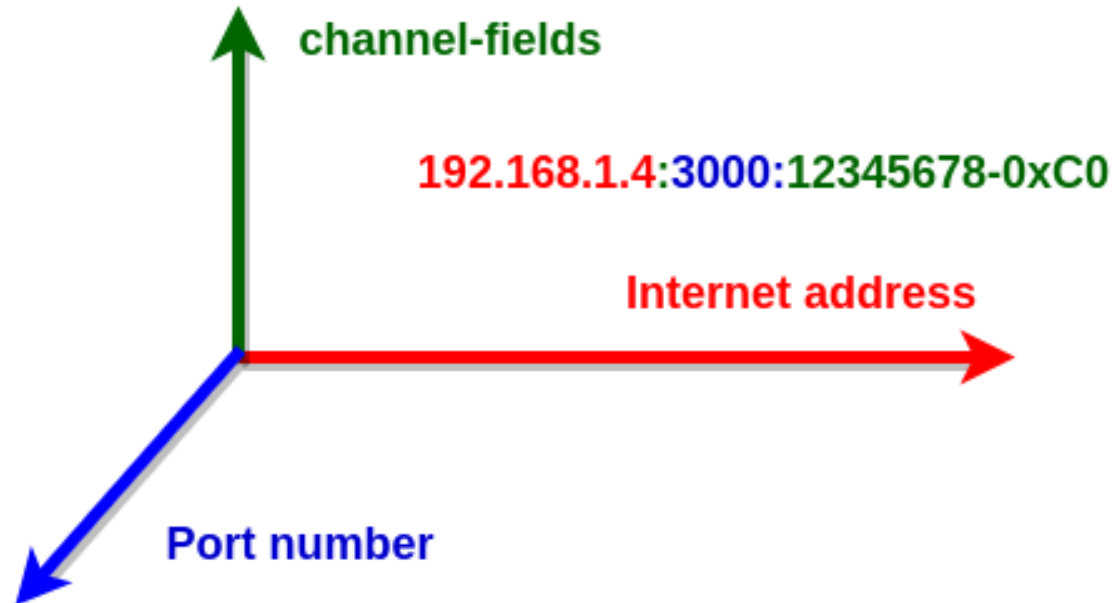 channel-fields
192.168.1.4:3000:12345678-0xC0
Internet address
Port number